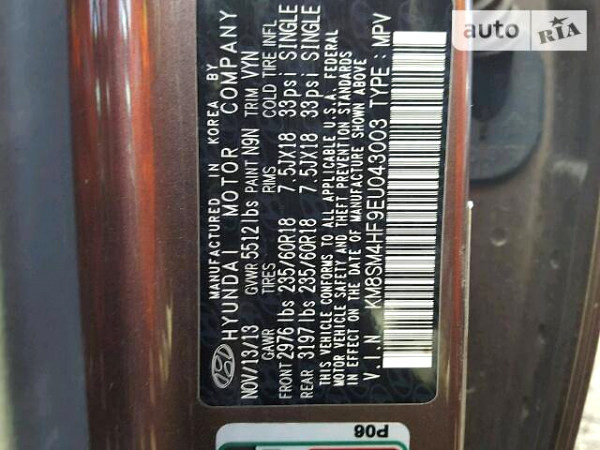 MANUFACTURED IN KOREA BY
HYUNDAI MOTOR COMPANY
NOV/13/13 GVWR 5512lbs PAINT N9N TRIM VYN
GAWR TIRES RIMS COLD TIRE INFL
FRONT 2976 lbs 235/60R18 7.5JX18 33psi SINGLE
REAR 3197 lbs 235/60R18 7.5JX18 33psi SINGLE
THIS VEHICLE CONFORMS TO ALL APPLICABLE U.S.A. FEDERAL
MOTOR VEHICLE SAFETY AND THEFT PREVENTION STANDARDS
IN EFFECT ON THE DATE OF MANUFACTURE SHOWN ABOVE
V.I.N. KM8SM4HF9EU043003 TYPE : MPV
P06
auto RIA